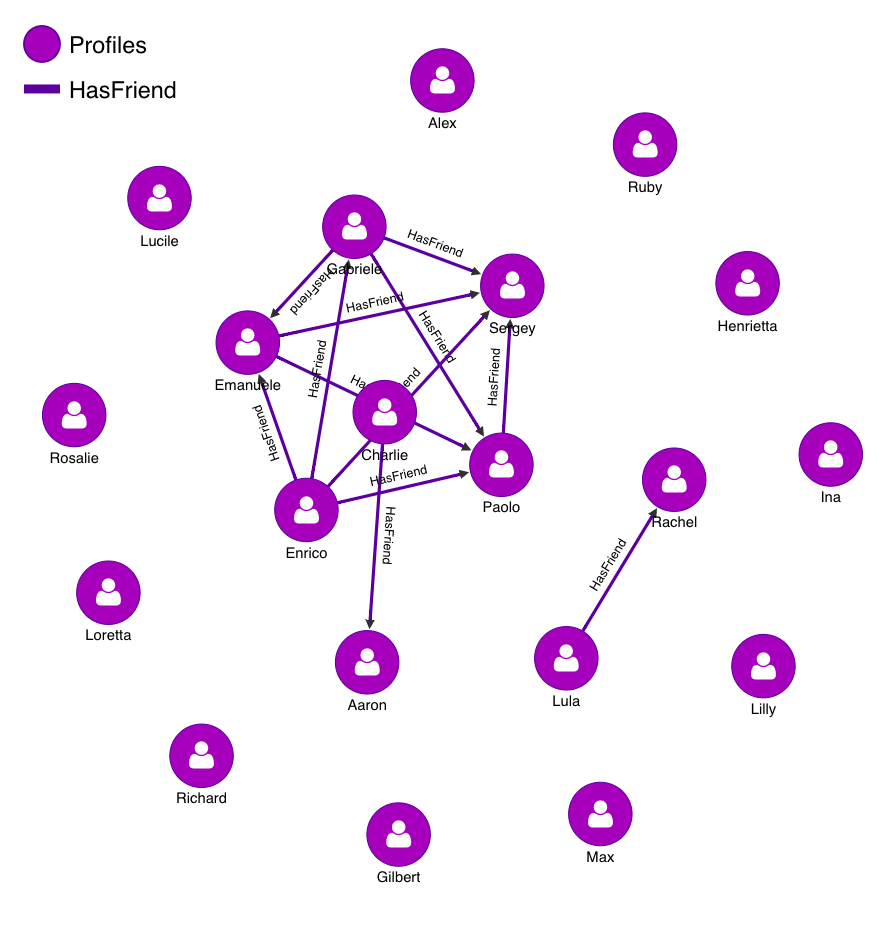 Profiles
HasFriend
Alex
Ruby
Lucile
HasFriend
Gabriele
HasFriend
Henrietta
HasFriend
Sergey
HasFriend
HasFriend
Emanuele
HasFriend
HasFriend
Charlie
Rosalie
HasFriend
HasFriend
Paolo
Ina
Rachel
Enrico
HasFriend
HasFriend
Loretta
Aaron
Lula
Lilly
Richard
Max
Gilbert